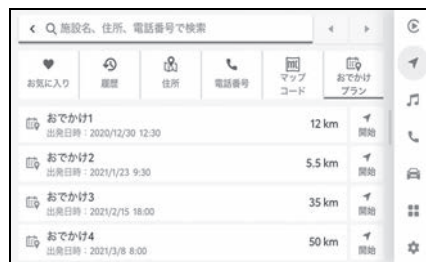 施設名、住所、電話番号で検索
お気に入り
履歴
住所
電話番号
マップ
コード
おでかけ
プラン
おでかけ1
出発日時：2020/12/30 12:30
12 km
開始
おでかけ2
出発日時：2021/1/23 9:30
5.5 km
開始
おでかけ3
出発日時：2021/2/15 18:00
35 km
開始
おでかけ4
出発日時：2021/3/8 8:00
50 km
開始